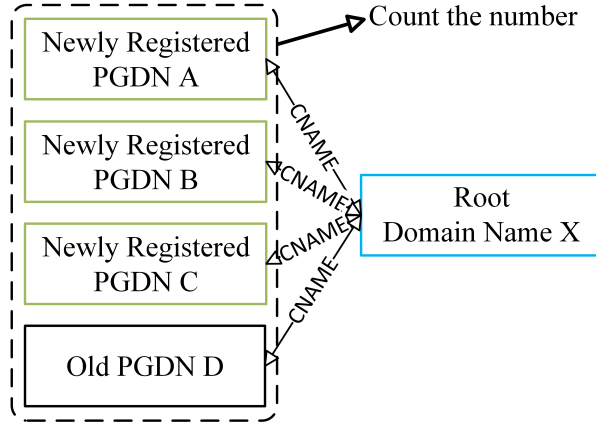 Count the number
Newly Registered
PGDN A
Newly Registered
PGDN B
Newly Registered
PGDN C
Old PGDN D
CNAME
CNAME
CNAME
CNAME
Root
Domain Name X